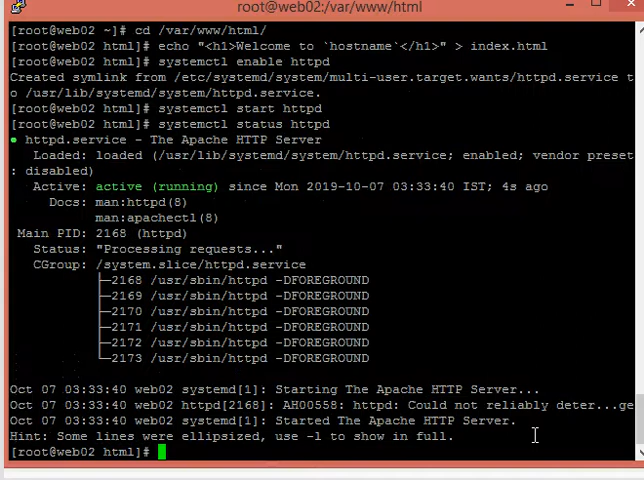 root@web02:/var/www/html
[root@web02 ~]# cd /var/www/html/
[root@web02 html]# echo "<h1>Welcome to `hostname`</h1>" > index.html
[root@web02 html]# systemctl enable httpd
Created symlink from /etc/systemd/system/multi-user.target.wants/httpd.service t
o /usr/lib/systemd/system/httpd.service.
[root@web02 html]# systemctl start httpd
[root@web02 html]# systemctl status httpd
● httpd.service - The Apache HTTP Server
   Loaded: loaded (/usr/lib/systemd/system/httpd.service; enabled; vendor preset
: disabled)
   Active: active (running) since Mon 2019-10-07 03:33:40 IST; 4s ago
     Docs: man:httpd(8)
           man:apachectl(8)
 Main PID: 2168 (httpd)
   Status: "Processing requests..."
   CGroup: /system.slice/httpd.service
           ├─2168 /usr/sbin/httpd -DFOREGROUND
           ├─2169 /usr/sbin/httpd -DFOREGROUND
           ├─2170 /usr/sbin/httpd -DFOREGROUND
           ├─2171 /usr/sbin/httpd -DFOREGROUND
           ├─2172 /usr/sbin/httpd -DFOREGROUND
           └─2173 /usr/sbin/httpd -DFOREGROUND
Oct 07 03:33:40 web02 systemd[1]: Starting The Apache HTTP Server...
Oct 07 03:33:40 web02 httpd[2168]: AH00558: httpd: Could not reliably deter...ge
Oct 07 03:33:40 web02 systemd[1]: Started The Apache HTTP Server.
Hint: Some lines were ellipsized, use -l to show in full.
[root@web02 html]#